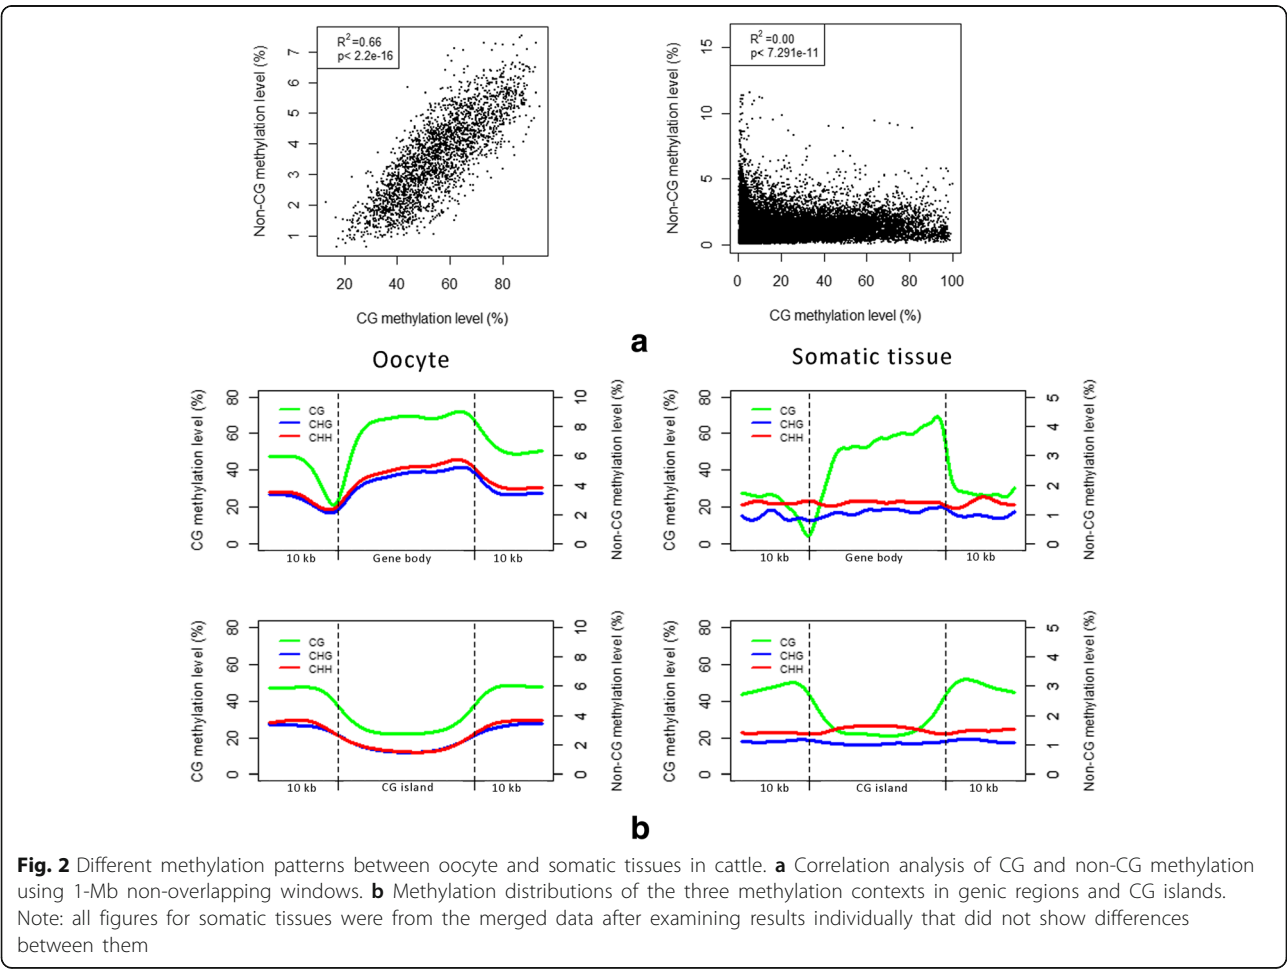 R2=0.66
p< 2.2e-16
Non-CG methylation level (%)
7
6
5
4
3
2
1
20 40 60 80
CG methylation level (%)
R2=0.00
p< 7.291e-11
Non-CG methylation level (%)
15
10
5
0
0 20 40 60 80 100
CG methylation level (%)
a
Oocyte
Somatic tissue
CG methylation level (%)
80
60
40
20
0
CG
CHG
CHH
10
8
6
4
2
0
Non-CG methylation level (%)
10 kb Gene body 10 kb
CG methylation level (%)
80
60
40
20
0
CG
CHG
CHH
5
4
3
2
1
0
Non-CG methylation level (%)
10 kb Gene body 10 kb
CG methylation level (%)
80
60
40
20
0
CG
CHG
CHH
10
8
6
4
2
0
Non-CG methylation level (%)
10 kb CG island 10 kb
CG methylation level (%)
80
60
40
20
0
CG
CHG
CHH
5
4
3
2
1
0
Non-CG methylation level (%)
10 kb CG island 10 kb
b
Fig. 2 Different methylation patterns between oocyte and somatic tissues in cattle. a Correlation analysis of CG and non-CG methylation
using 1-Mb non-overlapping windows. b Methylation distributions of the three methylation contexts in genic regions and CG islands.
Note: all figures for somatic tissues were from the merged data after examining results individually that did not show differences
between them